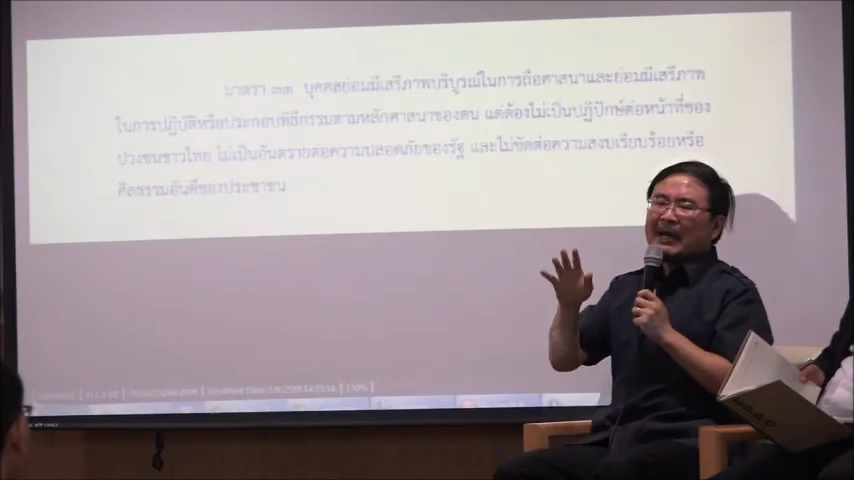 มาตรา ๓๑ บุคคลย่อมมีเสรีภาพบริบูรณ์ในการถือศาสนาและย่อมมีเสรีภาพ
ในการปฏิบัติหรือประกอบพิธีกรรมตามหลักศาสนาของตน แต่ต้องไม่เป็นปฏิปักษ์ต่อหน้าที่ของ
ปวงชนชาวไทย ไม่เป็นอันตรายต่อความปลอดภัยของรัฐ และไม่ขัดต่อความสงบเรียบร้อยหรือ
ศีลธรรมอันดีของประชาชน
Modified Date: 150%